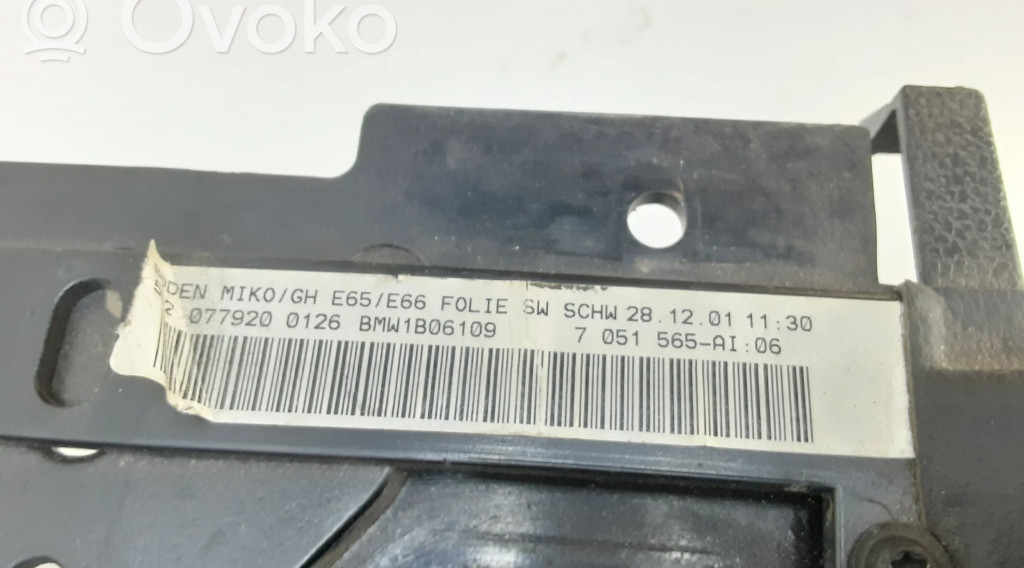 Ovoko
DEN MIKO/GH E65/E66 FOLIE SW SCHW 28.12.01 11:30
077920 0126 BMW1B06109 7 051 565-AI:06